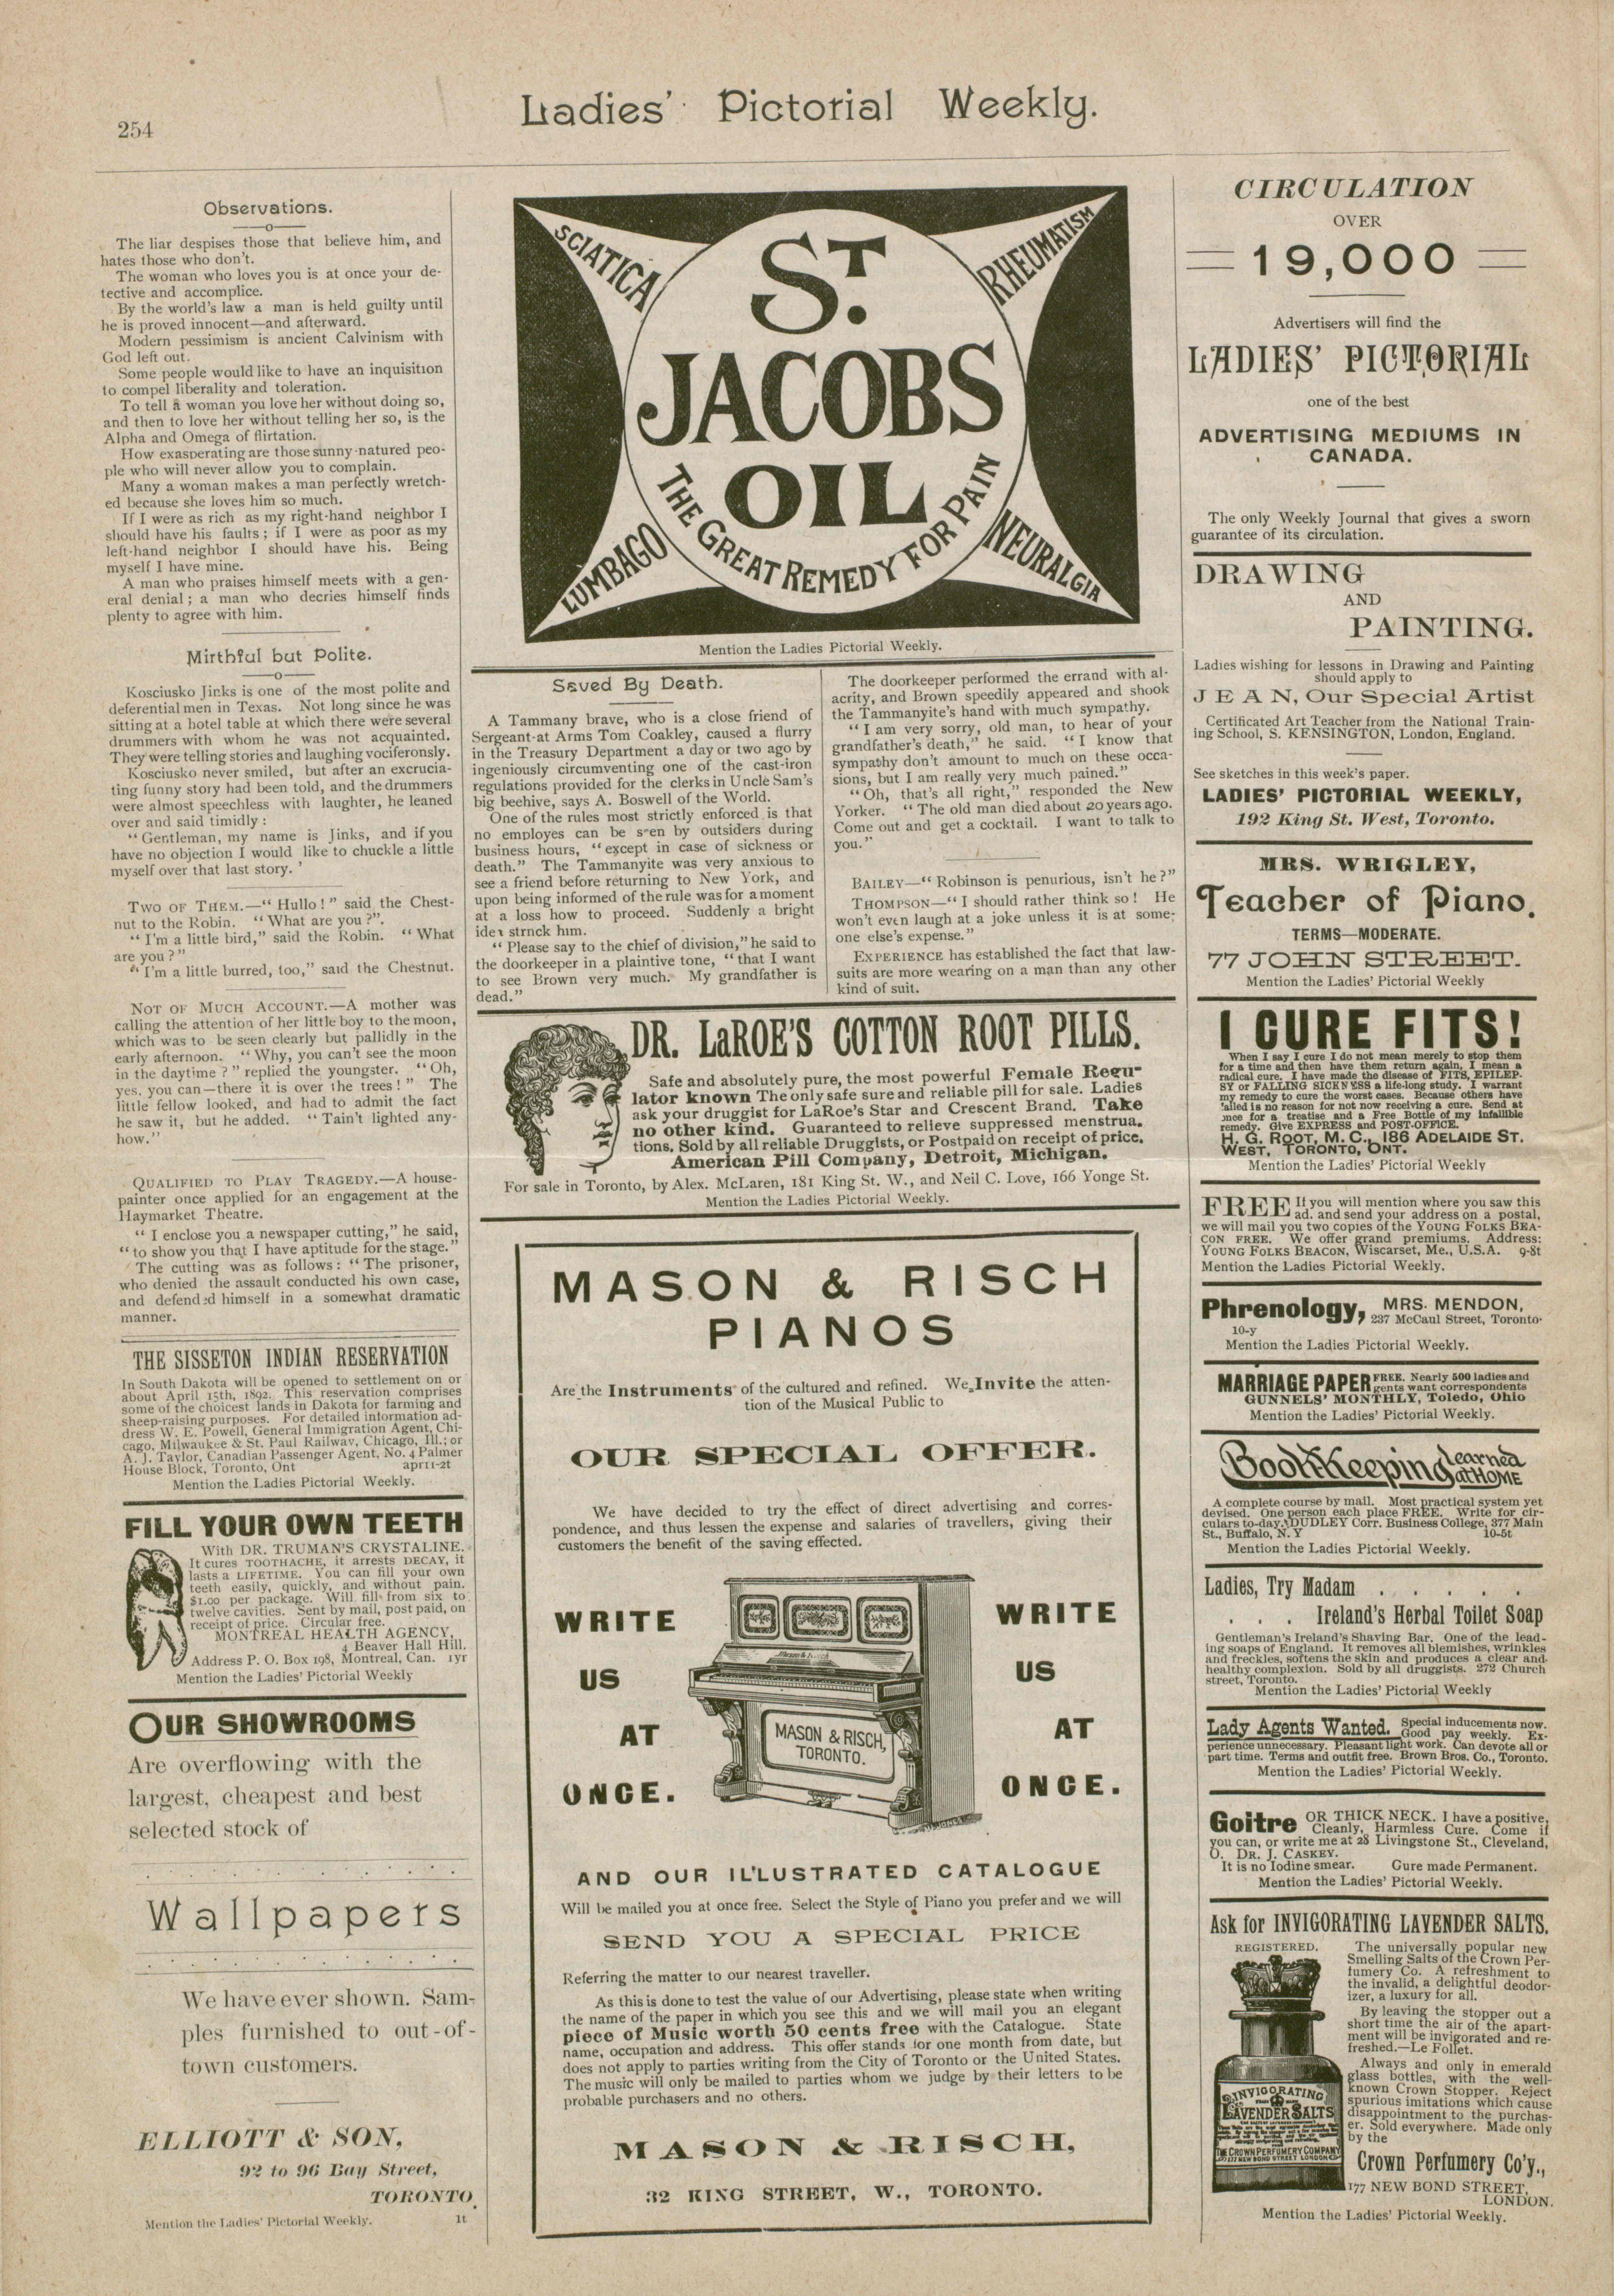 254
Ladies' Pictorial Weekly.
Observations.
The liar despises those that believe him, and
hates those who don't.
The woman who loves you is at once your de-
tective and accomplice.
By the world's law a man is held guilty until
he is proved innocent—and afterward.
Modern pessimism is ancient Calvinism with
God left out.
Some people would like to have an inquisition
to compel liberality and toleration.
To tell a woman you love her without doing so,
and then to love her without telling her so, is the
Alpha and Omega of flirtation.
How exasperating are those sunny-natured peo-
ple who will never allow you to complain.
Many a woman makes a man perfectly wretch-
ed because she loves him so much.
If I were as rich as my right-hand neighbor I
should have his faults; if I were as poor as my
left-hand neighbor I should have his. Being
myself I have mine.
A man who praises himself meets with a gen-
eral denial; a man who decries himself finds
plenty to agree with him.
Mirthful but Polite.
Kosciusko Jinks is one of the most polite and
deferential men in Texas. Not long since he was
sitting at a hotel table at which there were several
drummers with whom he was not acquainted.
They were telling stories and laughing vociferonsly.
Kosciusko never smiled, but after an excrucia-
ting funny story had been told, and the drummers
were almost speechless with laughter, he leaned
over and said timidly:
"Gentleman, my name is Jinks, and if you
have no objection I would like to chuckle a little
myself over that last story.'
TWO OF THEM.—"Hullo!" said the Chest-
nut to the Robin. "What are you?".
"I'm a little bird," said the Robin. "What
are you?"
"I'm a little burred, too," said the Chestnut.
NOT OF MUCH ACCOUNT.—A mother was
calling the attention of her little boy to the moon,
which was to be seen clearly but pallidly in the
early afternoon. "Why, you can't see the moon
in the daytime?" replied the youngster. "Oh,
yes, you can—there it is over the trees!" The
little fellow looked, and had to admit the fact
he saw it, but he added. "Tain't lighted any-
how."
QUALIFIED TO PLAY TRAGEDY.—A house-
painter once applied for an engagement at the
Haymarket Theatre.
"I enclose you a newspaper cutting," he said,
"to show you that I have aptitude for the stage."
The cutting was as follows: "The prisoner,
who denied the assault conducted his own case,
and defended himself in a somewhat dramatic
manner.
THE SISSETON INDIAN RESERVATION
In South Dakota will be opened to settlement on or
about April 15th, 1892. This reservation comprises
some of the choicest lands in Dakota for farming and
sheep-raising purposes. For detailed information ad-
dress W. E. Powell, General Immigration Agent, Chi-
cago, Milwaukee & St. Paul Railway, Chicago, Ill.; or
A. J. Taylor, Canadian Passenger Agent, No. 4 Palmer
House Block, Toronto, Ont apr11-2t
Mention the Ladies Pictorial Weekly.
FILL YOUR OWN TEETH
With DR. TRUMAN'S CRYSTALINE.
It cures TOOTHACHE, it arrests DECAY, it
lasts a LIFETIME. You can fill your own
teeth easily, quickly, and without pain.
$1.00 per package. Will fill from six to
twelve cavities. Sent by mail, post paid, on
receipt of price. Circular free.
MONTREAL HEALTH AGENCY,
4 Beaver Hall Hill.
Address P. O. Box 198, Montreal, Can. 1yr
Mention the Ladies' Pictorial Weekly
OUR SHOWROOMS
Are overflowing with the
largest, cheapest and best
selected stock of
Wallpapers
We have ever shown. Sam-
ples furnished to out-of-
town customers.
ELLIOTT & SON,
92 to 96 Bay Street,
TORONTO.
Mention the Ladies' Pictorial Weekly. 1t
SCIATICA
RHEUMATISM
ST.
JACOBS
OIL
THE GREAT REMEDY FOR PAIN
LUMBAGO
NEURALGIA
Mention the Ladies Pictorial Weekly.
Saved By Death.
A Tammany brave, who is a close friend of
Sergeant-at Arms Tom Coakley, caused a flurry
in the Treasury Department a day or two ago by
ingeniously circumventing one of the cast-iron
regulations provided for the clerks in Uncle Sam's
big beehive, says A. Boswell of the World.
One of the rules most strictly enforced is that
no employes can be seen by outsiders during
business hours, "except in case of sickness or
death." The Tammanyite was very anxious to
see a friend before returning to New York, and
upon being informed of the rule was for a moment
at a loss how to proceed. Suddenly a bright
idea strnck him.
"Please say to the chief of division," he said to
the doorkeeper in a plaintive tone, "that I want
to see Brown very much. My grandfather is
dead."
The doorkeeper performed the errand with al-
acrity, and Brown speedily appeared and shook
the Tammanyite's hand with much sympathy.
"I am very sorry, old man, to hear of your
grandfather's death," he said. "I know that
sympathy don't amount to much on these occa-
sions, but I am really very much pained."
"Oh, that's all right," responded the New
Yorker. "The old man died about 20 years ago.
Come out and get a cocktail. I want to talk to
you."
BAILEY—"Robinson is penurious, isn't he?"
THOMPSON—"I should rather think so! He
won't even laugh at a joke unless it is at some-
one else's expense."
EXPERIENCE has established the fact that law-
suits are more wearing on a man than any other
kind of suit.
DR. LaROE'S COTTON ROOT PILLS.
Safe and absolutely pure, the most powerful Female Regu-
lator known The only safe sure and reliable pill for sale. Ladies
ask your druggist for LaRoe's Star and Crescent Brand. Take
no other kind. Guaranteed to relieve suppressed menstrua.
tions. Sold by all reliable Druggists, or Postpaid on receipt of price.
American Pill Company, Detroit, Michigan.
For sale in Toronto, by Alex. McLaren, 181 King St. W., and Neil C. Love, 166 Yonge St.
Mention the Ladies Pictorial Weekly.
MASON & RISCH
PIANOS
Are the Instruments of the cultured and refined. We Invite the atten-
tion of the Musical Public to
OUR SPECIAL OFFER.
We have decided to try the effect of direct advertising and corres-
pondence, and thus lessen the expense and salaries of travellers, giving their
customers the benefit of the saving effected.
WRITE
US
AT
ONCE.
MASON & RISCH,
TORONTO.
WRITE
US
AT
ONCE.
AND OUR ILLUSTRATED CATALOGUE
Will be mailed you at once free. Select the Style of Piano you prefer and we will
SEND YOU A SPECIAL PRICE
Referring the matter to our nearest traveller.
As this is done to test the value of our Advertising, please state when writing
the name of the paper in which you see this and we will mail you an elegant
piece of Music worth 50 cents free with the Catalogue. State
name, occupation and address. This offer stands for one month from date, but
does not apply to parties writing from the City of Toronto or the United States.
The music will only be mailed to parties whom we judge by their letters to be
probable purchasers and no others.
MASON & RISCH,
32 KING STREET, W., TORONTO.
CIRCULATION
OVER
19,000
Advertisers will find the
LADIES' PICTORIAL
one of the best
ADVERTISING MEDIUMS IN
CANADA.
The only Weekly Journal that gives a sworn
guarantee of its circulation.
DRAWING
AND
PAINTING.
Ladies wishing for lessons in Drawing and Painting
should apply to
JEAN, Our Special Artist
Certificated Art Teacher from the National Train-
ing School, S. KENSINGTON, London, England.
See sketches in this week's paper.
LADIES' PICTORIAL WEEKLY,
192 King St. West, Toronto.
MRS. WRIGLEY,
Teacher of Piano.
TERMS—MODERATE.
77 JOHN STREET.
Mention the Ladies' Pictorial Weekly
I CURE FITS!
When I say I cure I do not mean merely to stop them
for a time and then have them return again, I mean a
radical cure. I have made the disease of FITS, EPILEP-
SY or FALLING SICKNESS a life-long study. I warrant
my remedy to cure the worst cases. Because others have
failed is no reason for not now receiving a cure. Send at
once for a treatise and a Free Bottle of my infallible
remedy. Give EXPRESS and POST-OFFICE.
H. G. ROOT, M. C., 186 ADELAIDE ST.
WEST, TORONTO, ONT.
Mention the Ladies' Pictorial Weekly
FREE If you will mention where you saw this
ad. and send your address on a postal,
we will mail you two copies of the YOUNG FOLKS BEA-
CON FREE. We offer grand premiums. Address:
YOUNG FOLKS BEACON, Wiscarset, Me., U.S.A. 9-8t
Mention the Ladies Pictorial Weekly.
Phrenology, MRS. MENDON,
237 McCaul Street, Toronto.
10-y
Mention the Ladies Pictorial Weekly.
MARRIAGE PAPER FREE. Nearly 500 ladies and
gents want correspondents
GUNNELS' MONTHLY, Toledo, Ohio
Mention the Ladies' Pictorial Weekly.
BookKeeping learned
at HOME
A complete course by mail. Most practical system yet
devised. One person each place FREE. Write for cir-
culars to-day. DUDLEY Corr. Business College, 377 Main
St., Buffalo, N. Y 10-5t
Mention the Ladies Pictorial Weekly.
Ladies, Try Madam . . . . .
. . . Ireland's Herbal Toilet Soap
Gentleman's Ireland's Shaving Bar. One of the lead-
ing soaps of England. It removes all blemishes, wrinkles
and freckles, softens the skin and produces a clear and
healthy complexion. Sold by all druggists. 272 Church
street, Toronto.
Mention the Ladies' Pictorial Weekly
Lady Agents Wanted. Special inducements now.
Good pay weekly. Ex-
perience unnecessary. Pleasant light work. Can devote all or
part time. Terms and outfit free. Brown Bros. Co., Toronto.
Mention the Ladies' Pictorial Weekly.
Goitre OR THICK NECK. I have a positive,
Cleanly, Harmless Cure. Come if
you can, or write me at 28 Livingstone St., Cleveland,
O. DR. J. CASKEY.
It is no Iodine smear. Cure made Permanent.
Mention the Ladies' Pictorial Weekly.
Ask for INVIGORATING LAVENDER SALTS.
REGISTERED.
The universally popular new
Smelling Salts of the Crown Per-
fumery Co. A refreshment to
the invalid, a delightful deodor-
izer, a luxury for all.
By leaving the stopper out a
short time the air of the apart-
ment will be invigorated and re-
freshed.—Le Follet.
Always and only in emerald
glass bottles, with the well-
known Crown Stopper. Reject
spurious imitations which cause
disappointment to the purchas-
er. Sold everywhere. Made only
by the
INVIGORATING
LAVENDER SALTS
THE CROWN PERFUMERY COMPANY
177 NEW BOND STREET LONDON
Crown Perfumery Co'y.,
177 NEW BOND STREET,
LONDON.
Mention the Ladies' Pictorial Weekly.